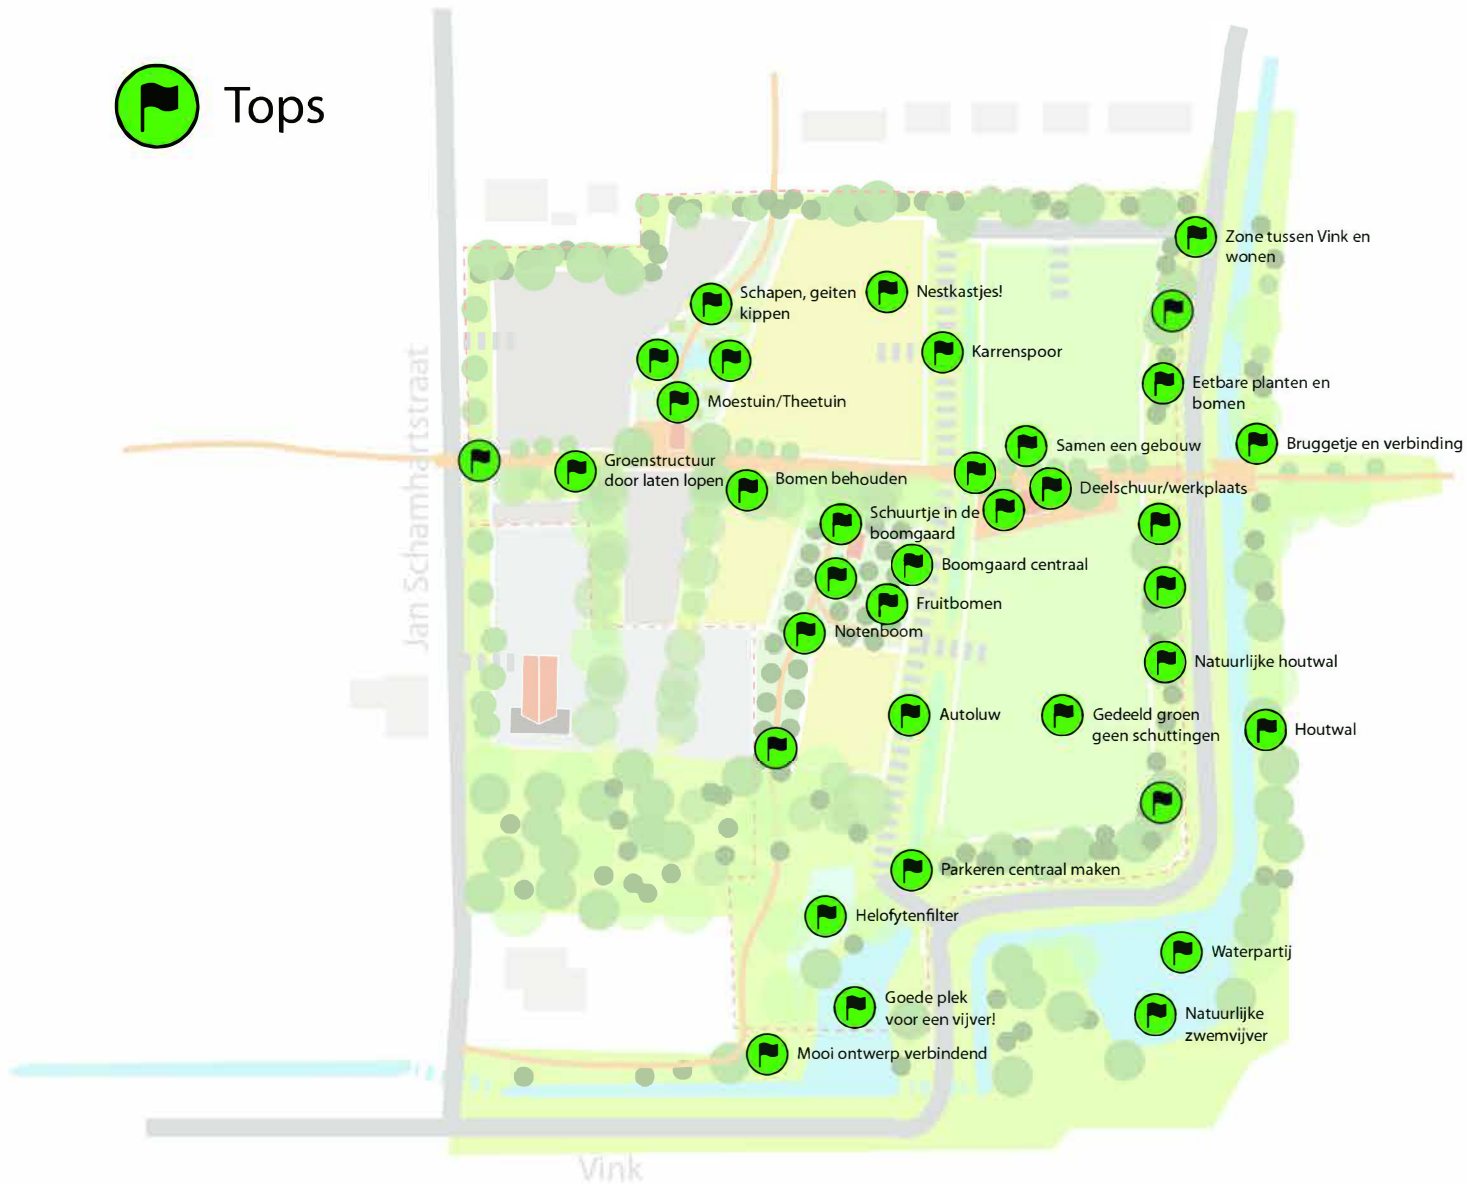 Tops
Zone tussen Vink en
wonen
Schapen, geiten
kippen
Nestkastjes!
Karrenspoor
Eetbare planten en
bomen
Moestuin/Theetuin
Jan Schamhartstraat
Samen een gebouw
Bruggetje en verbinding
Groenstructuur
door laten lopen
Bomen behouden
Deelschuur/werkplaats
Schuurtje in de
boomgaard
Boomgaard centraal
Fruitbomen
Notenboom
Natuurlijke houtwal
Autoluw
Gedeeld groen
geen schuttingen
Houtwal
Parkeren centraal maken
Helofytenfilter
Waterpartij
Goede plek
voor een vijver!
Natuurlijke
zwemvijver
Mooi ontwerp verbindend
Vink